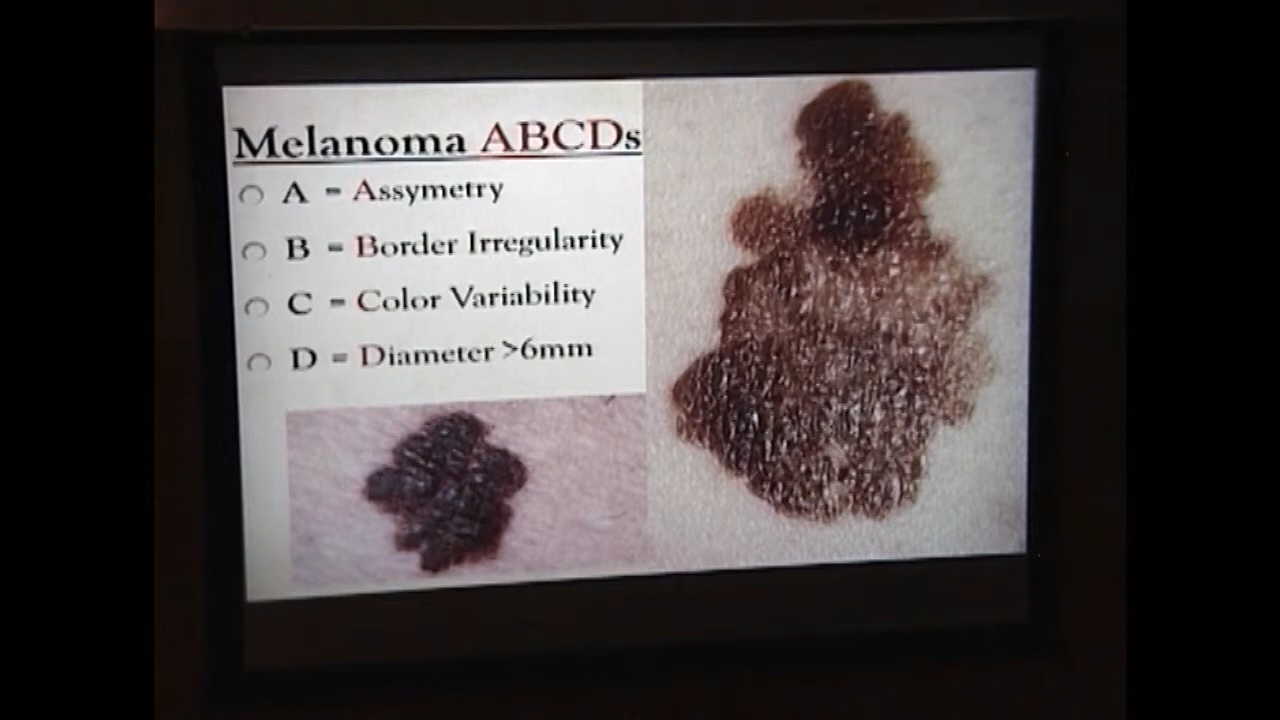 Melanoma ABCDs
A = Assymetry
B = Border Irregularity
C = Color Variability
D = Diameter >6mm